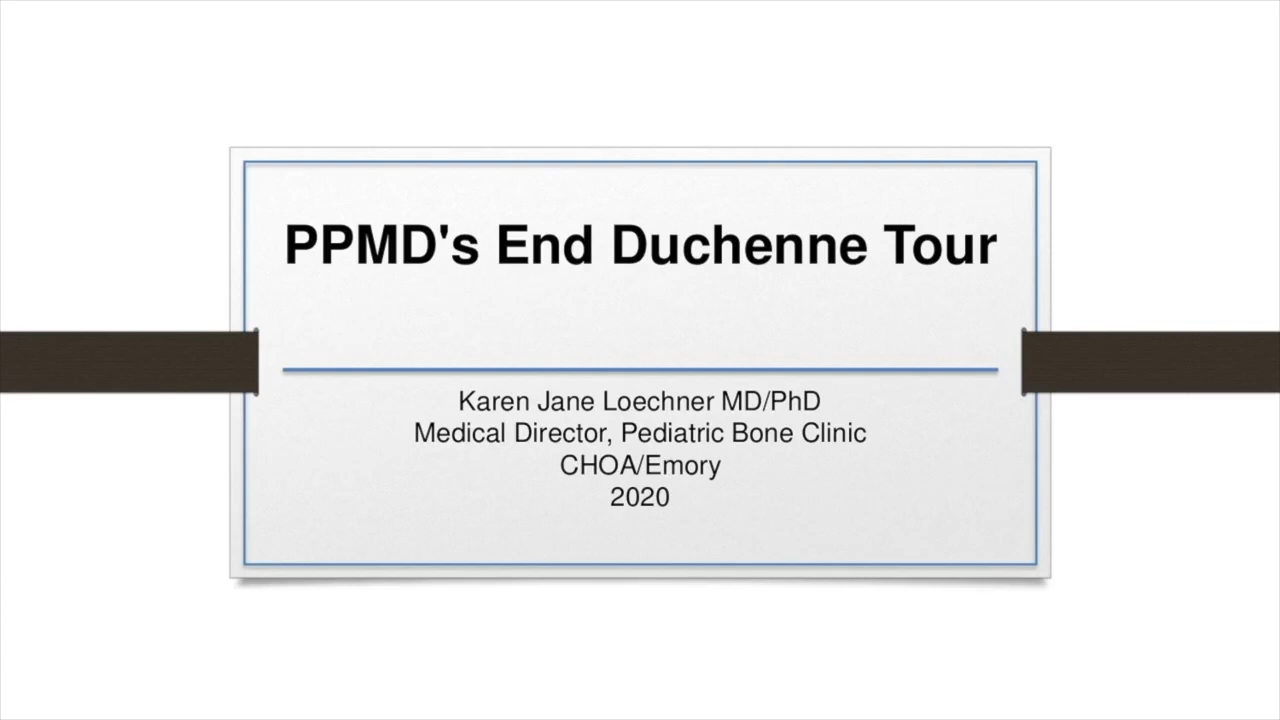 PPMD's End Duchenne Tour
Karen Jane Loechner MD/PhD
Medical Director, Pediatric Bone Clinic
CHOA/Emory
2020